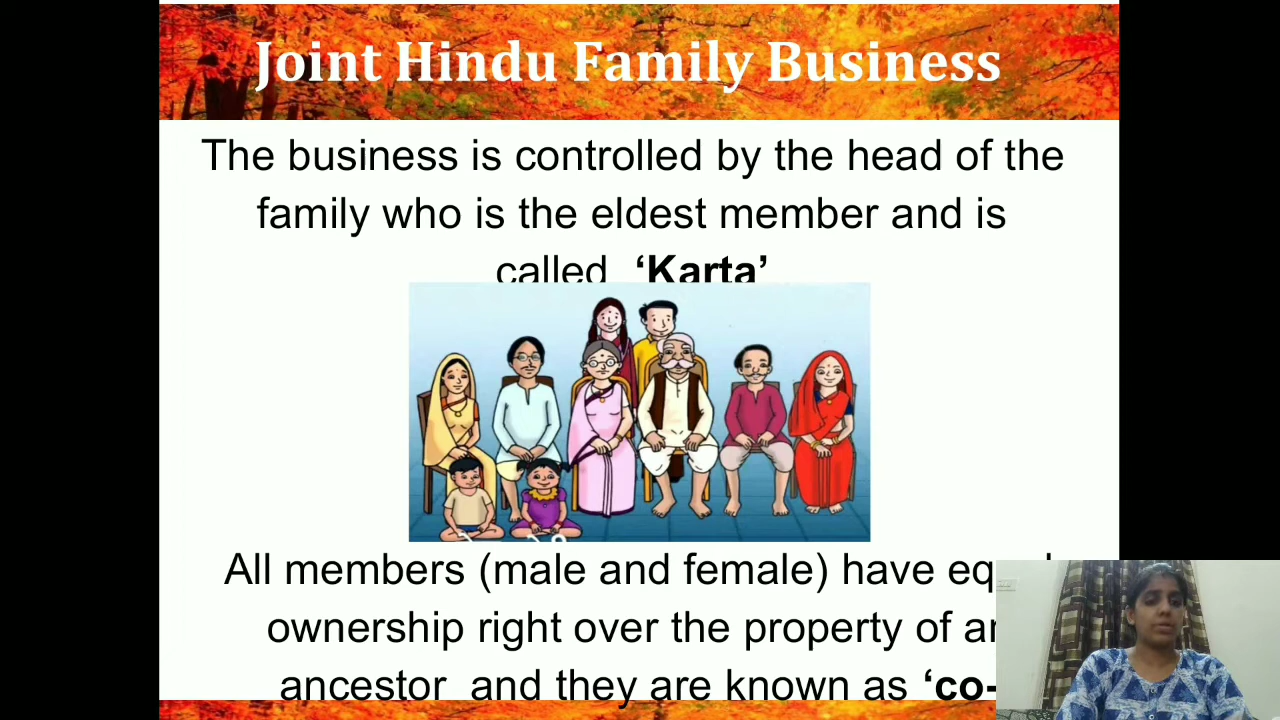 Joint Hindu Family Business
The business is controlled by the head of the
family who is the eldest member and is
called ‘Karta’
All members (male and female) have
ownership right over the property of
ancestor and they are known as ‘co-